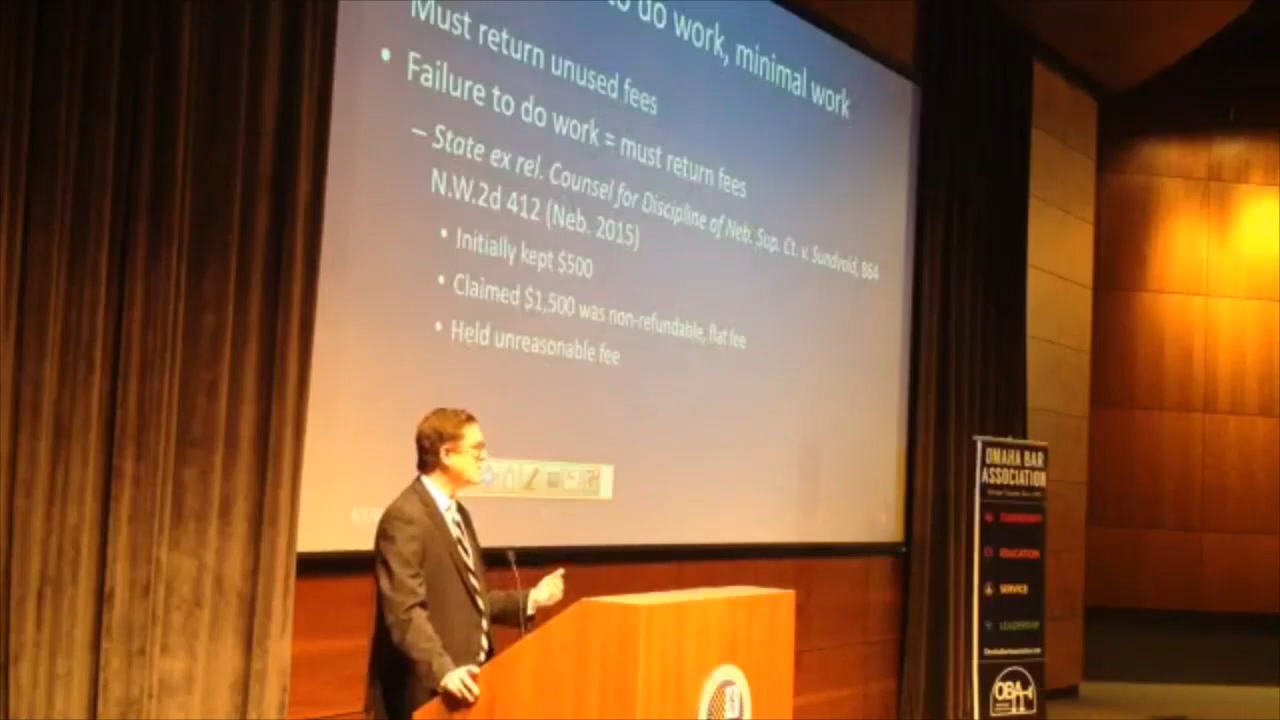 to do work, minimal work
Must return unused fees
• Failure to do work = must return fees
– State ex rel. Counsel for Discipline of Neb. Sup. Ct. v. Sundvold, 864
N.W.2d 412 (Neb. 2015)
• Initially kept $500
• Claimed $1,500 was non-refundable, flat fee
• Held unreasonable fee
OMAHA BAR
ASSOCIATION
EDUCATION
SERVICE
LEADERSHIP
OBA